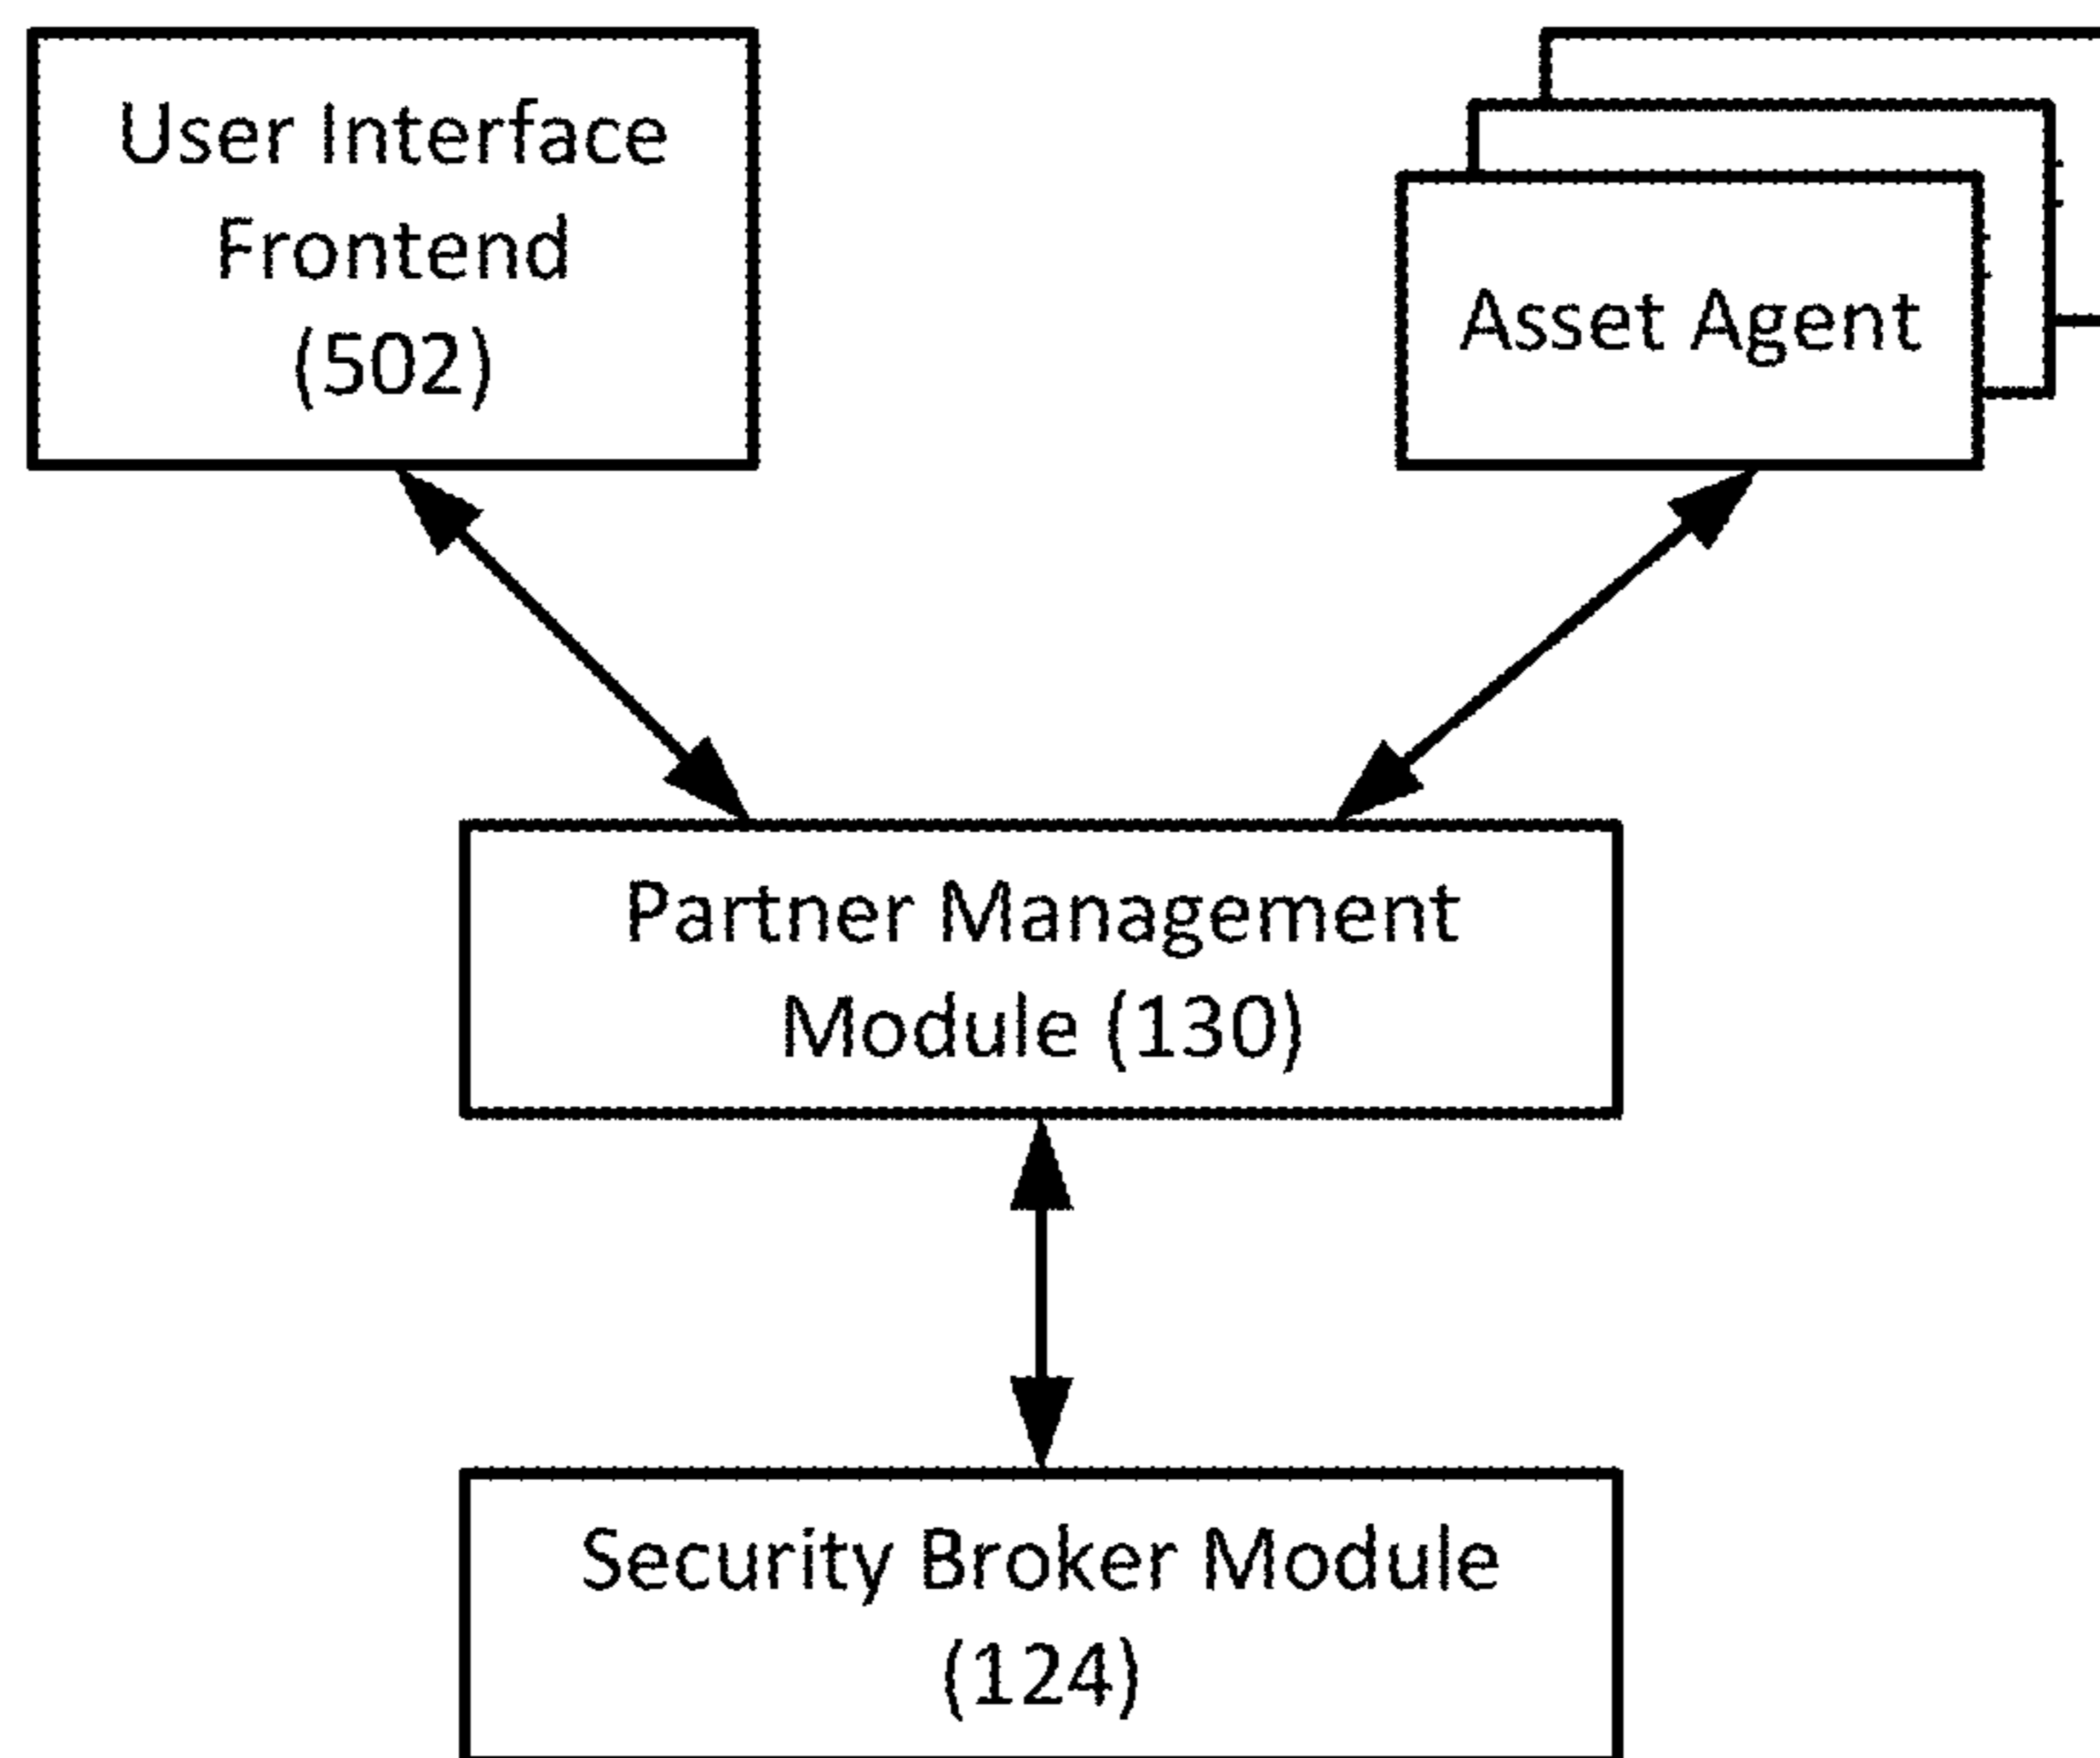 User Interface
Frontend
(502)
Asset Agent
Partner Management
Module (130)
Security Broker Module
(124)